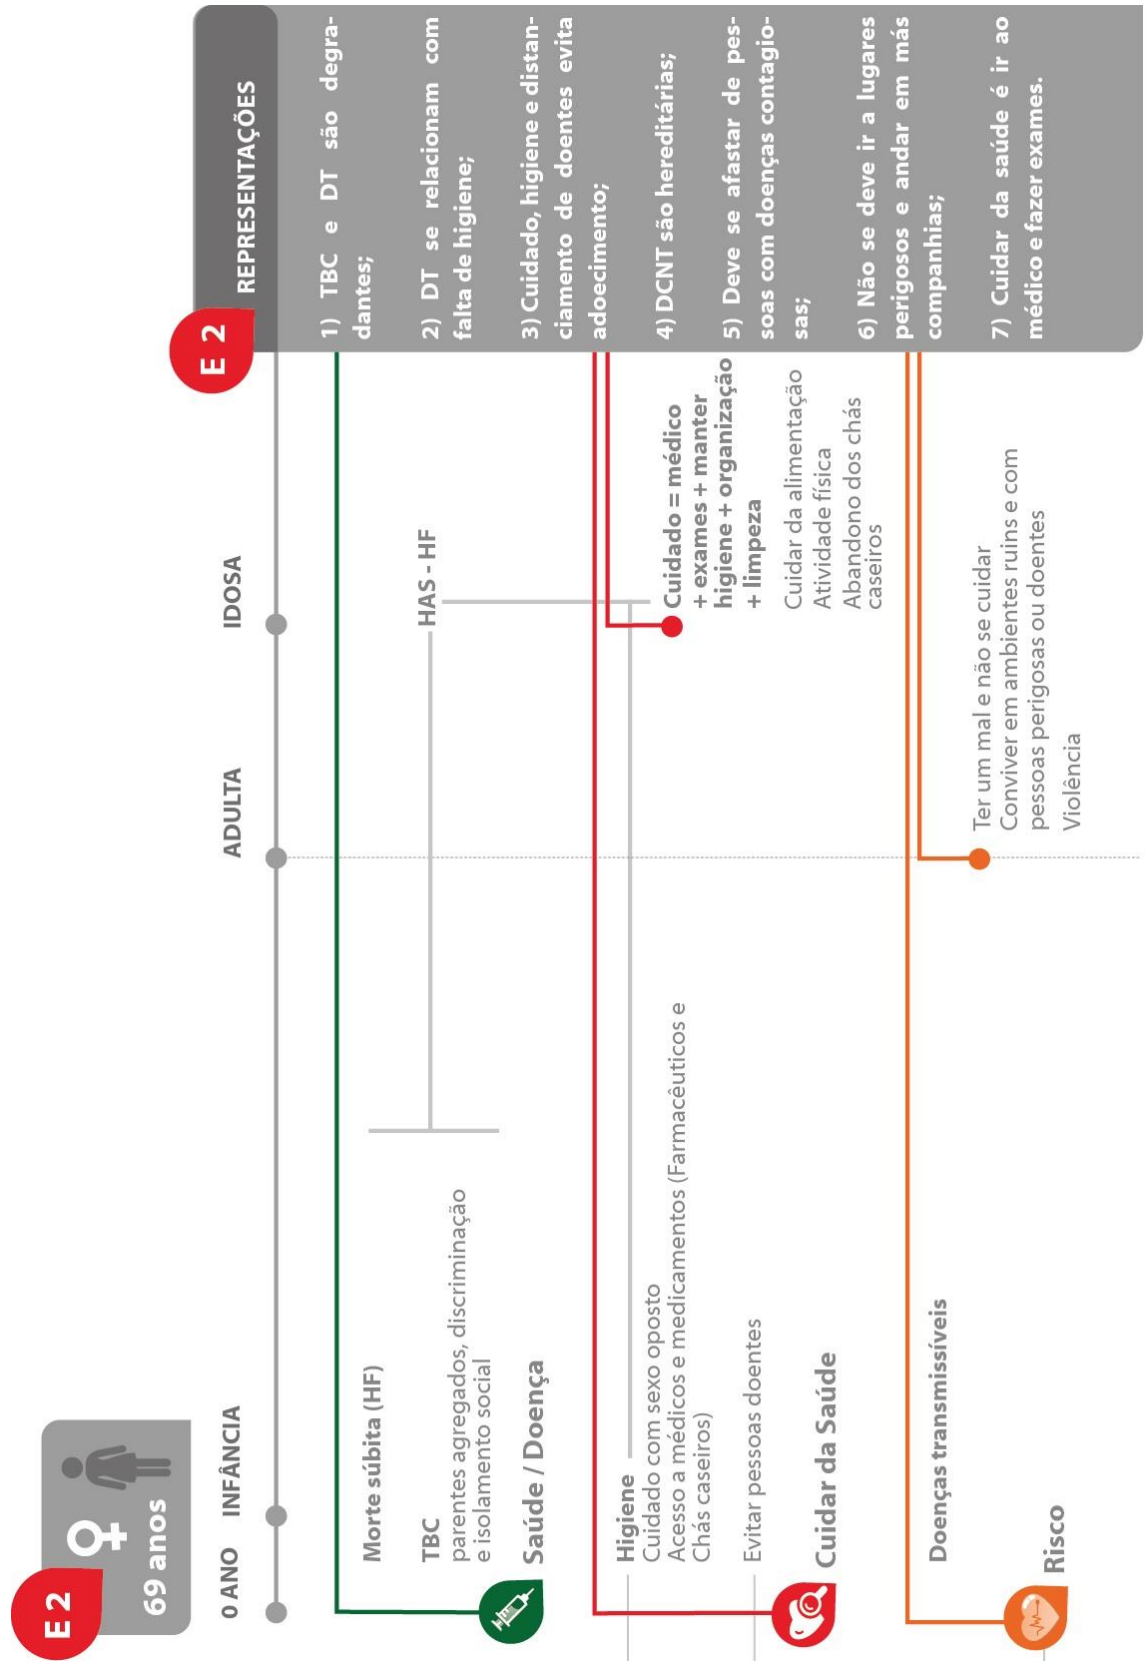 E 2
69 anos
0 ANO
INFÂNCIA
ADULTA
IDOSA
Morte súbita (HF)
TBC
parentes agregados, discriminação
e isolamento social
HAS - HF
Saúde / Doença
Higiene
Cuidado com sexo oposto
Acesso a médicos e medicamentos (Farmacêuticos e
Chás caseiros)
Evitar pessoas doentes
Cuidado = médico
+ exames + manter
higiene + organização
+ limpeza
Cuidar da alimentação
Atividade física
Abandono dos chás
caseiros
Cuidar da Saúde
Doenças transmissíveis
Ter um mal e não se cuidar
Conviver em ambientes ruins e com
pessoas perigosas ou doentes
Violência
Risco
E 2
REPRESENTAÇÕES
1) TBC e DT são degra-
dantes;
2) DT se relacionam com
falta de higiene;
3) Cuidado, higiene e distan-
ciamento de doentes evita
adoecimento;
4) DCNT são hereditárias;
5) Deve se afastar de pes-
soas com doenças contagio-
sas;
6) Não se deve ir a lugares
perigosos e andar em más
companhias;
7) Cuidar da saúde é ir ao
médico e fazer exames.